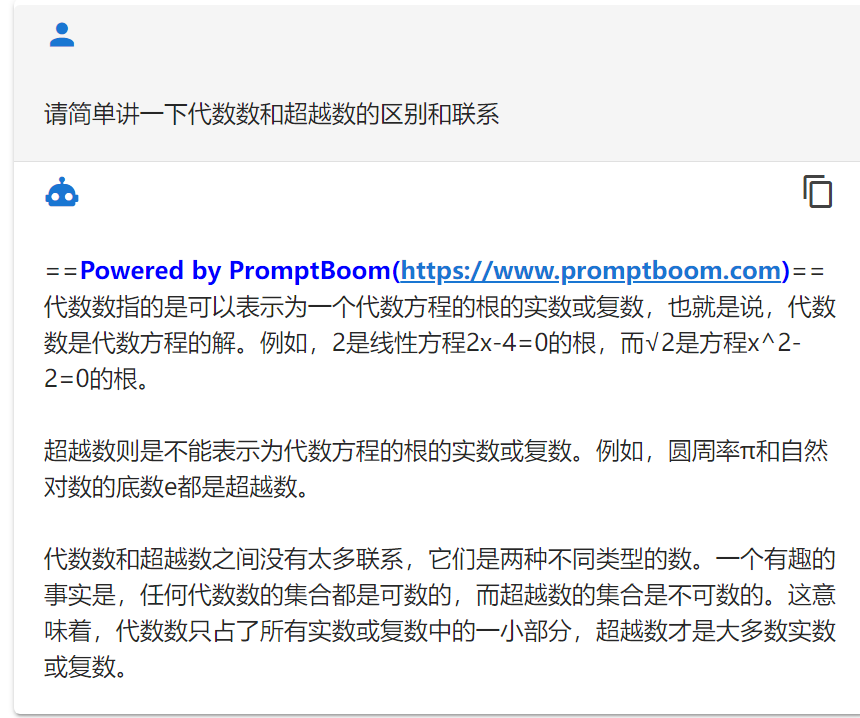 请简单讲一下代数数和超越数的区别和联系
==Powered by PromptBoom(https://www.promptboom.com)==
代数数指的是可以表示为一个代数方程的根的实数或复数，也就是说，代数
数是代数方程的解。例如，2是线性方程2x-4=0的根，而√2是方程x^2-
2=0的根。
超越数则是不能表示为代数方程的根的实数或复数。例如，圆周率π和自然
对数的底数e都是超越数。
代数数和超越数之间没有太多联系，它们是两种不同类型的数。一个有趣的
事实是，任何代数数的集合都是可数的，而超越数的集合是不可数的。这意
味着，代数数只占了所有实数或复数中的一小部分，超越数才是大多数实数
或复数。